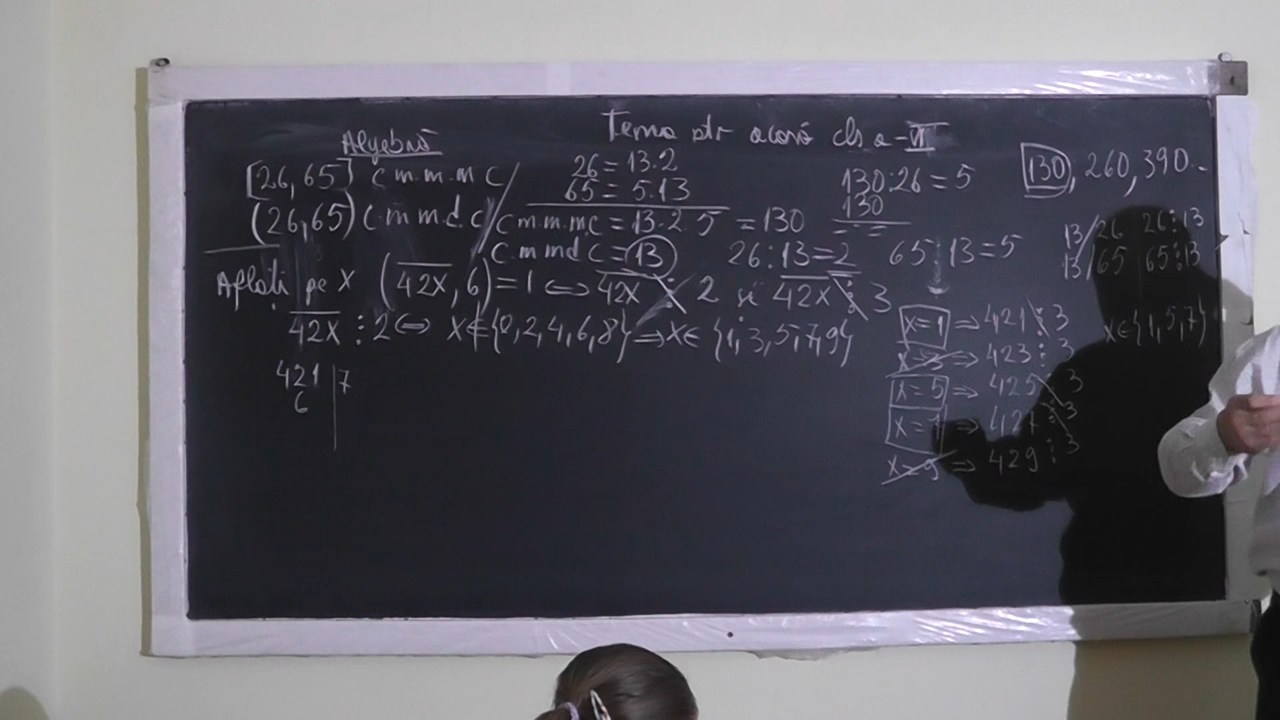 Algebră
Tema ptr acasă cls a-VI
[26,65] c m.m.m c
26 = 13.2
130:26 = 5
130, 260, 390.
(26,65) c.m m.d.c
65 = 5.13
130
c m.m.m.c = 13.2.5 = 130
13/26 26⋮13
c.m md c = 13
26:13=2
65:13=5
13/65 65⋮13
Aflați pe x (42x, 6) = 1 ⇔ 42x ⋮̸ 2 și 42x ⋮̸ 3
42x ⋮ 2 ⇔ x∈{0,2,4,6,8} ⇒ x∈ {1,3,5,7,9}
x=1 ⇒ 421 ⋮̸ 3
x∈{1,5,7}
x=3 ⇒ 423 ⋮ 3
421 | 7
x=5 ⇒ 425 ⋮̸ 3
6
x=7 ⇒ 427 ⋮̸ 3
x=9 ⇒ 429 ⋮ 3